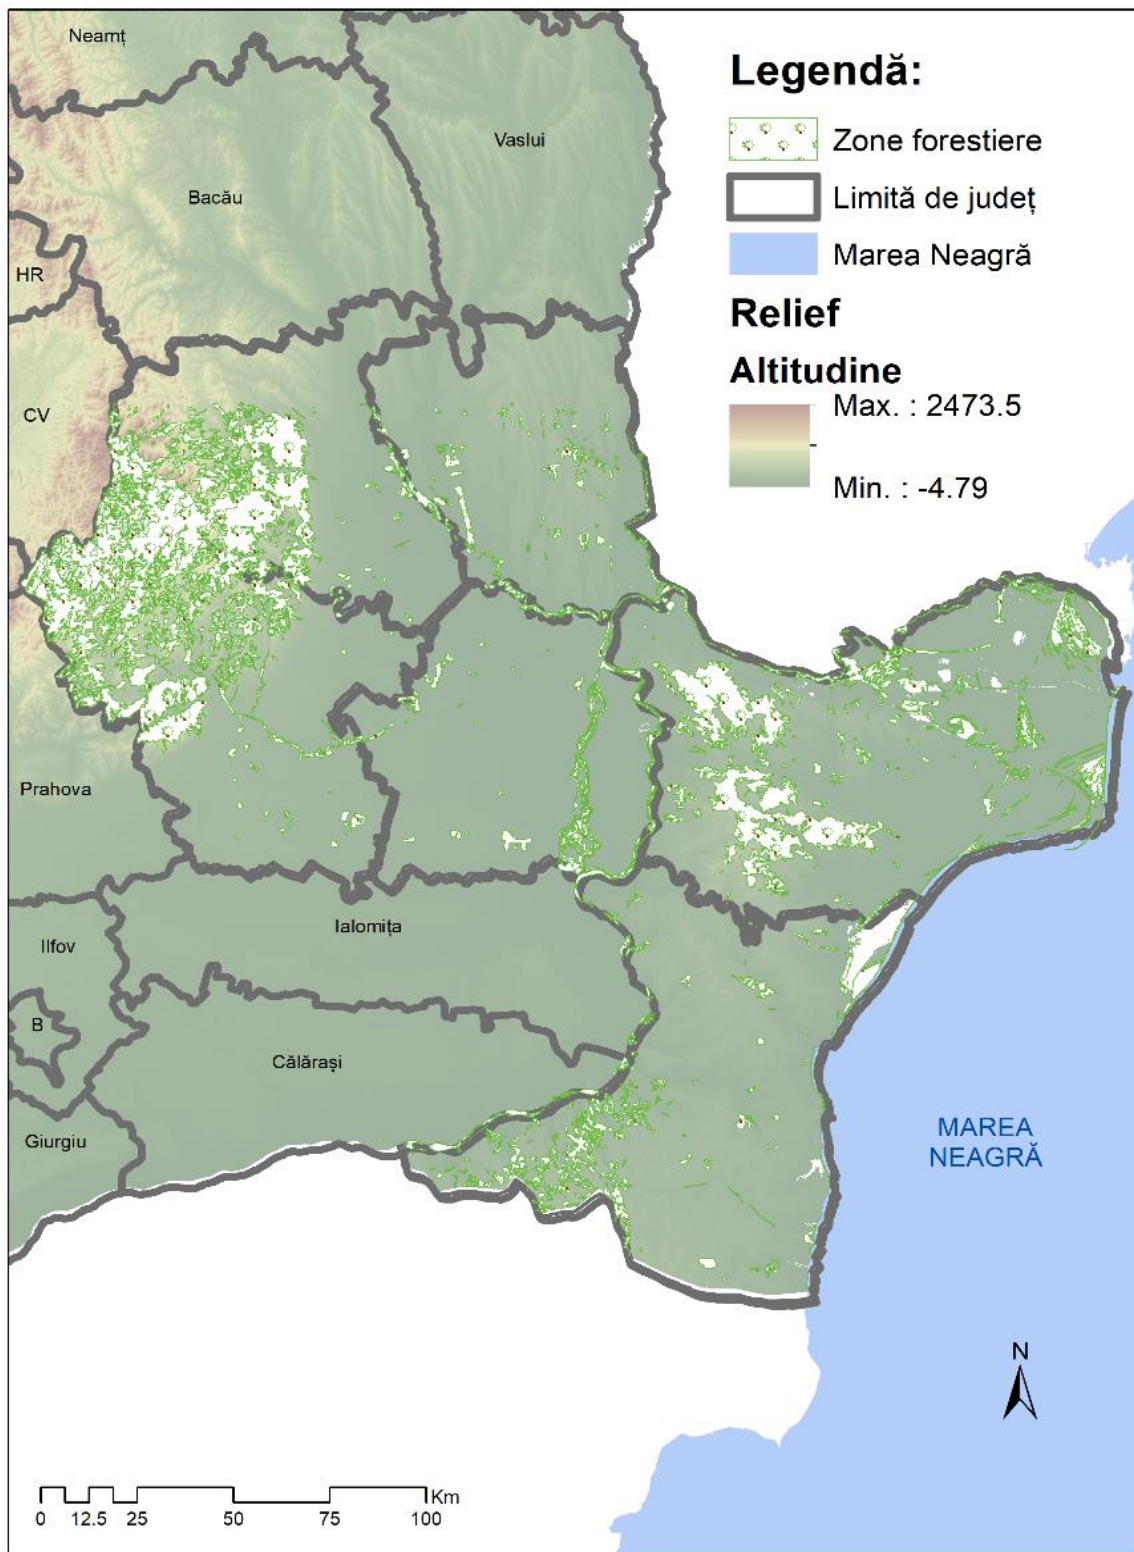 Neamț
Vaslui
Bacău
HR
CV
Prahova
Ilfov
B
Ialomița
Călărași
Giurgiu
Legendă:
Zone forestiere
Limită de județ
Marea Neagră
Relief
Altitudine
Max. : 2473.5
Min. : -4.79
MAREA
NEAGRĂ
N
Km
0 12.5 25 50 75 100